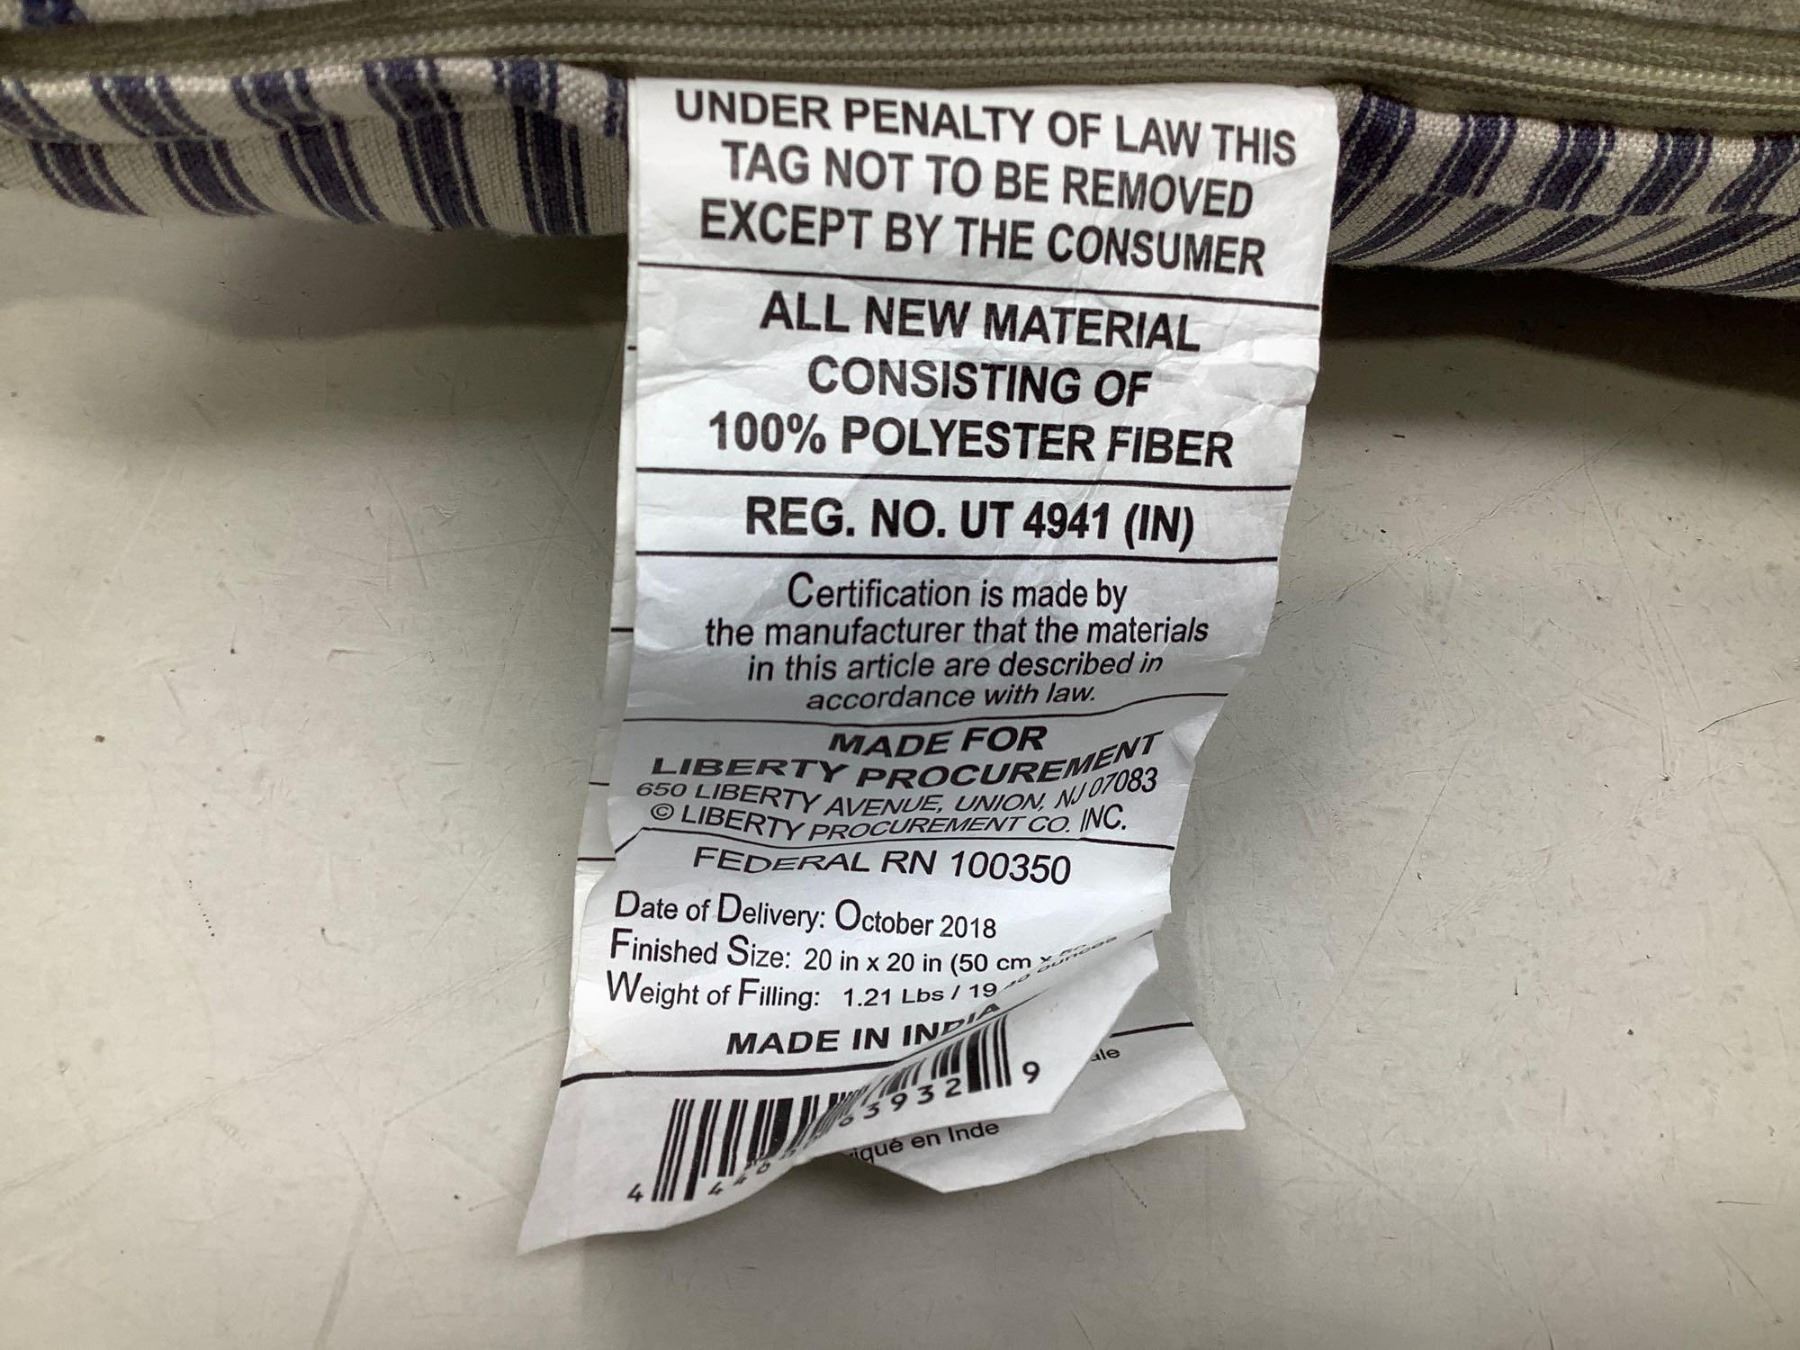 UNDER PENALTY OF LAW THIS
TAG NOT TO BE REMOVED
EXCEPT BY THE CONSUMER
ALL NEW MATERIAL
CONSISTING OF
100% POLYESTER FIBER
REG. NO. UT 4941 (IN)
Certification is made by
the manufacturer that the materials
in this article are described in
accordance with law.
MADE FOR
LIBERTY PROCUREMENT
650 LIBERTY AVENUE, UNION, NJ 07083
© LIBERTY PROCUREMENT CO. INC.
FEDERAL RN 100350
Date of Delivery: October 2018
Finished Size: 20 in x 20 in (50 cm x
Weight of Filling: 1.21 Lbs / 19 ounces
MADE IN INDIA
3932 9
en Inde